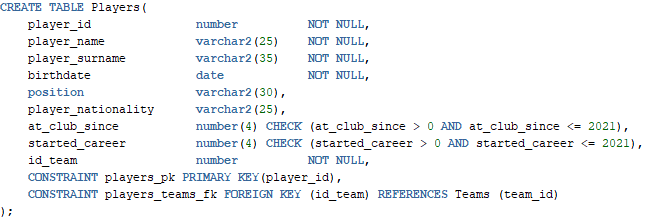 CREATE TABLE Players(
player_id number NOT NULL,
player_name varchar2(25) NOT NULL,
player_surname varchar2(35) NOT NULL,
birthdate date NOT NULL,
position varchar2(30),
player_nationality varchar2(25),
at_club_since number(4) CHECK (at_club_since > 0 AND at_club_since <= 2021),
started_career number(4) CHECK (started_career > 0 AND started_career <= 2021),
id_team number NOT NULL,
CONSTRAINT players_pk PRIMARY KEY(player_id),
CONSTRAINT players_teams_fk FOREIGN KEY (id_team) REFERENCES Teams (team_id)
);